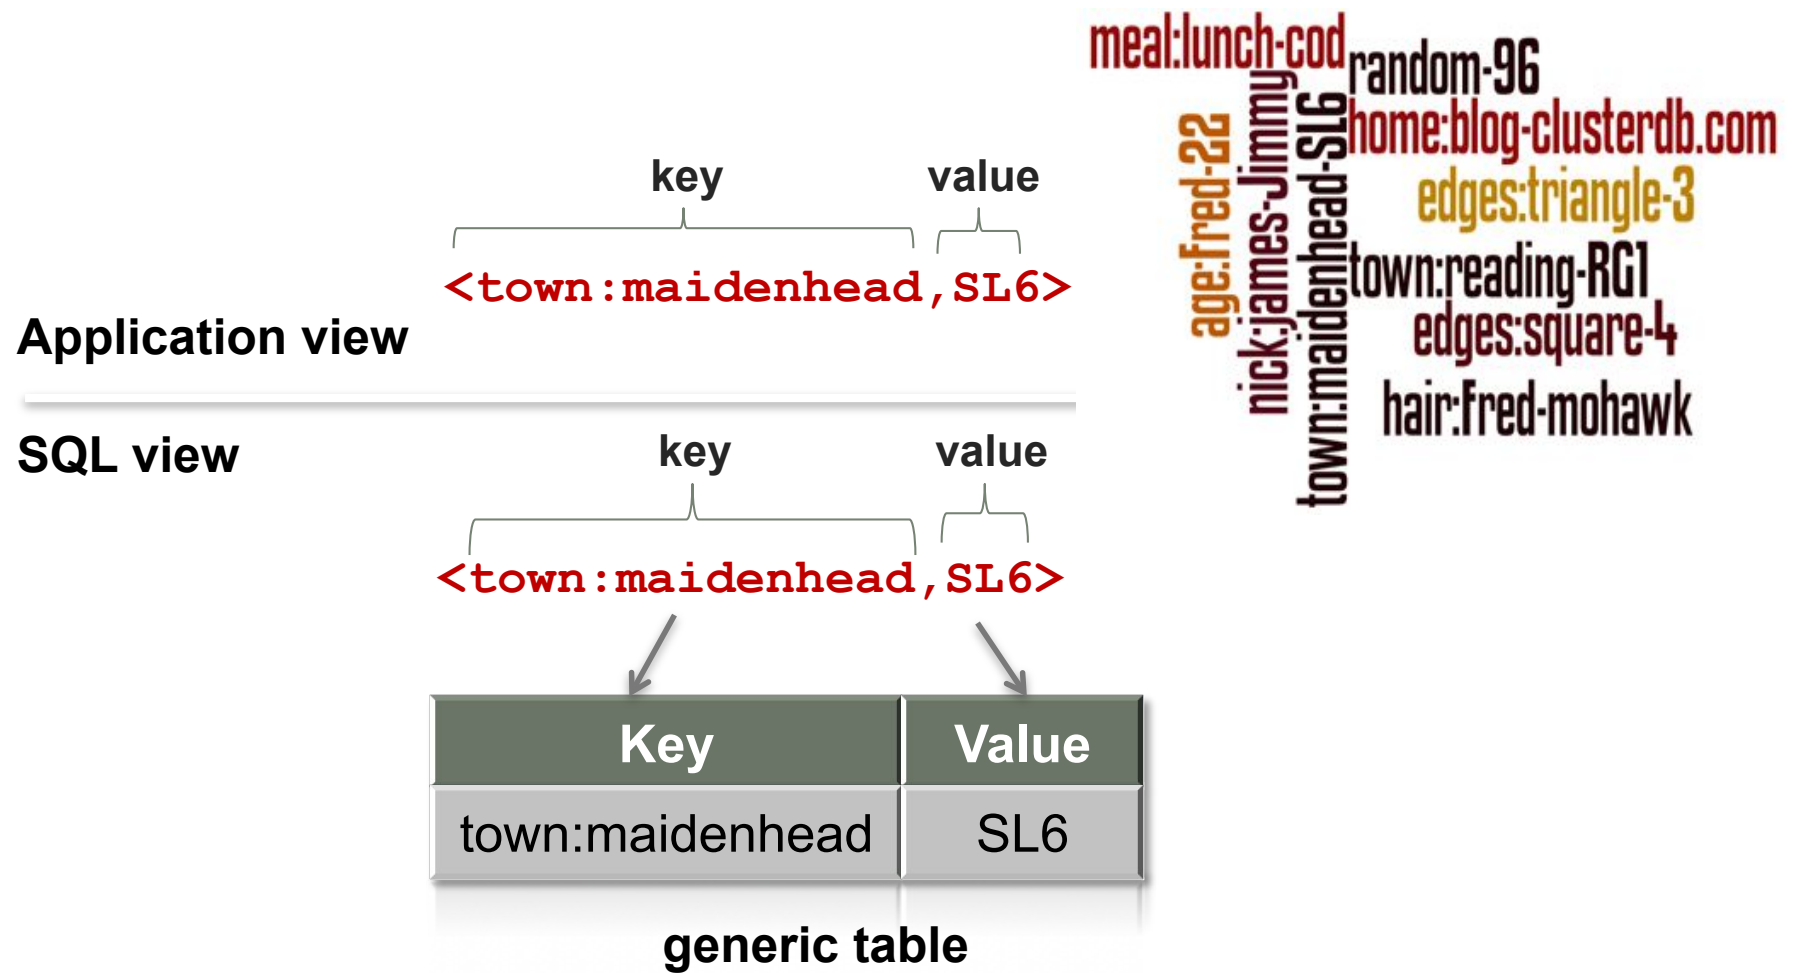 key value
<town:maidenhead,SL6>
Application view
SQL view
key value
<town:maidenhead,SL6>
Key Value
town:maidenhead SL6
generic table
meal:lunch-cod
random-96
home:blog-clusterdb.com
age:fred-22
nick:james-Jimmy
town:maidenhead-SL6
edges:triangle-3
town:reading-RG1
edges:square-4
hair:fred-mohawk